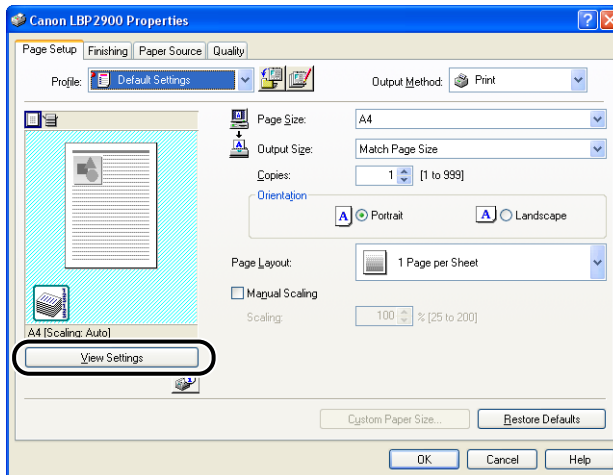 Canon LBP2900 Properties
Page Setup Finishing Paper Source Quality
Profile: Default Settings Output Method: Print
Page Size: A4
Output Size: Match Page Size
Copies: 1 [1 to 999]
Orientation
A Portrait A Landscape
Page Layout: 1 Page per Sheet
Manual Scaling
Scaling: 100 % [25 to 200]
A4 [Scaling: Auto]
View Settings
Custom Paper Size... Restore Defaults
OK Cancel Help